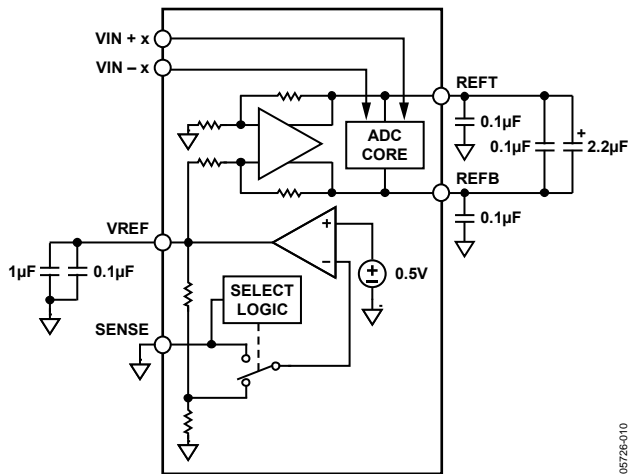 VIN + x
VIN – x
REFT
0.1µF
ADC
CORE
0.1µF
+
2.2µF
REFB
0.1µF
VREF
+
–
1µF
0.1µF
+
–
0.5V
SELECT
LOGIC
SENSE
05726-010